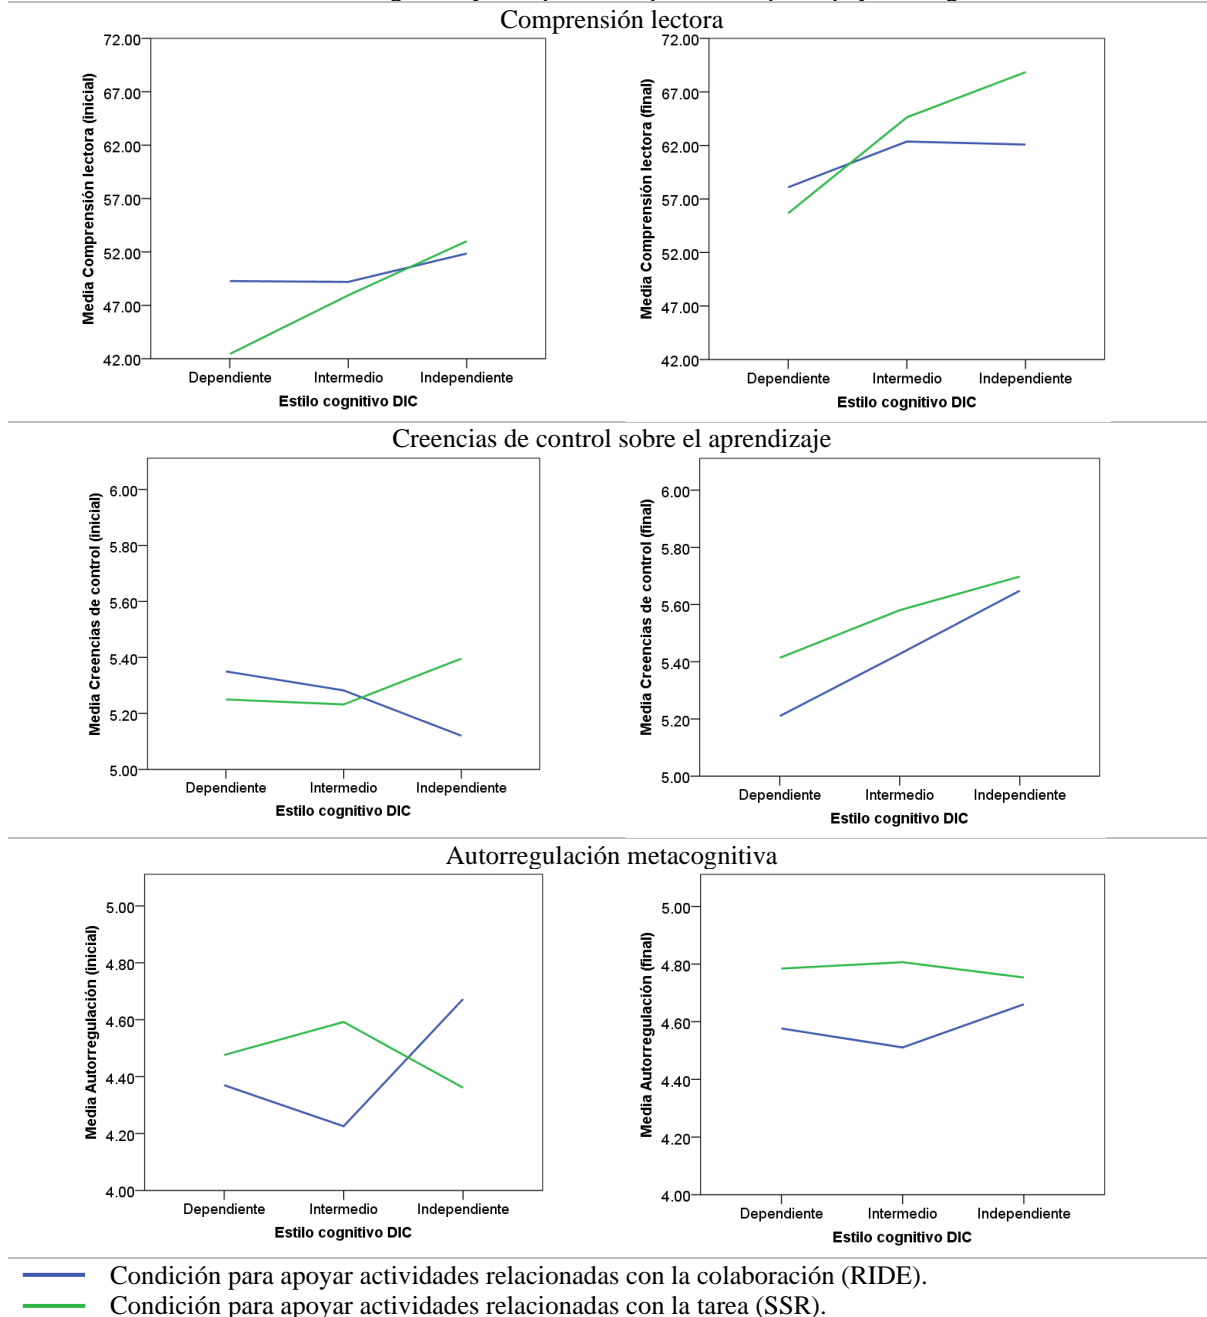 Comprensión lectora
72.00
67.00
62.00
57.00
52.00
47.00
42.00
Media Comprensión lectora (inicial)
Dependiente Intermedio Independiente
Estilo cognitivo DIC
72.00
67.00
62.00
57.00
52.00
47.00
42.00
Media Comprensión lectora (final)
Dependiente Intermedio Independiente
Estilo cognitivo DIC
Creencias de control sobre el aprendizaje
6.00
5.80
5.60
5.40
5.20
5.00
Media Creencias de control (inicial)
Dependiente Intermedio Independiente
Estilo cognitivo DIC
6.00
5.80
5.60
5.40
5.20
5.00
Media Creencias de control (final)
Dependiente Intermedio Independiente
Estilo cognitivo DIC
Autorregulación metacognitiva
5.00
4.80
4.60
4.40
4.20
4.00
Media Autorregulación (inicial)
Dependiente Intermedio Independiente
Estilo cognitivo DIC
5.00
4.80
4.60
4.40
4.20
4.00
Media Autorregulación (final)
Dependiente Intermedio Independiente
Estilo cognitivo DIC
Condición para apoyar actividades relacionadas con la colaboración (RIDE).
Condición para apoyar actividades relacionadas con la tarea (SSR).